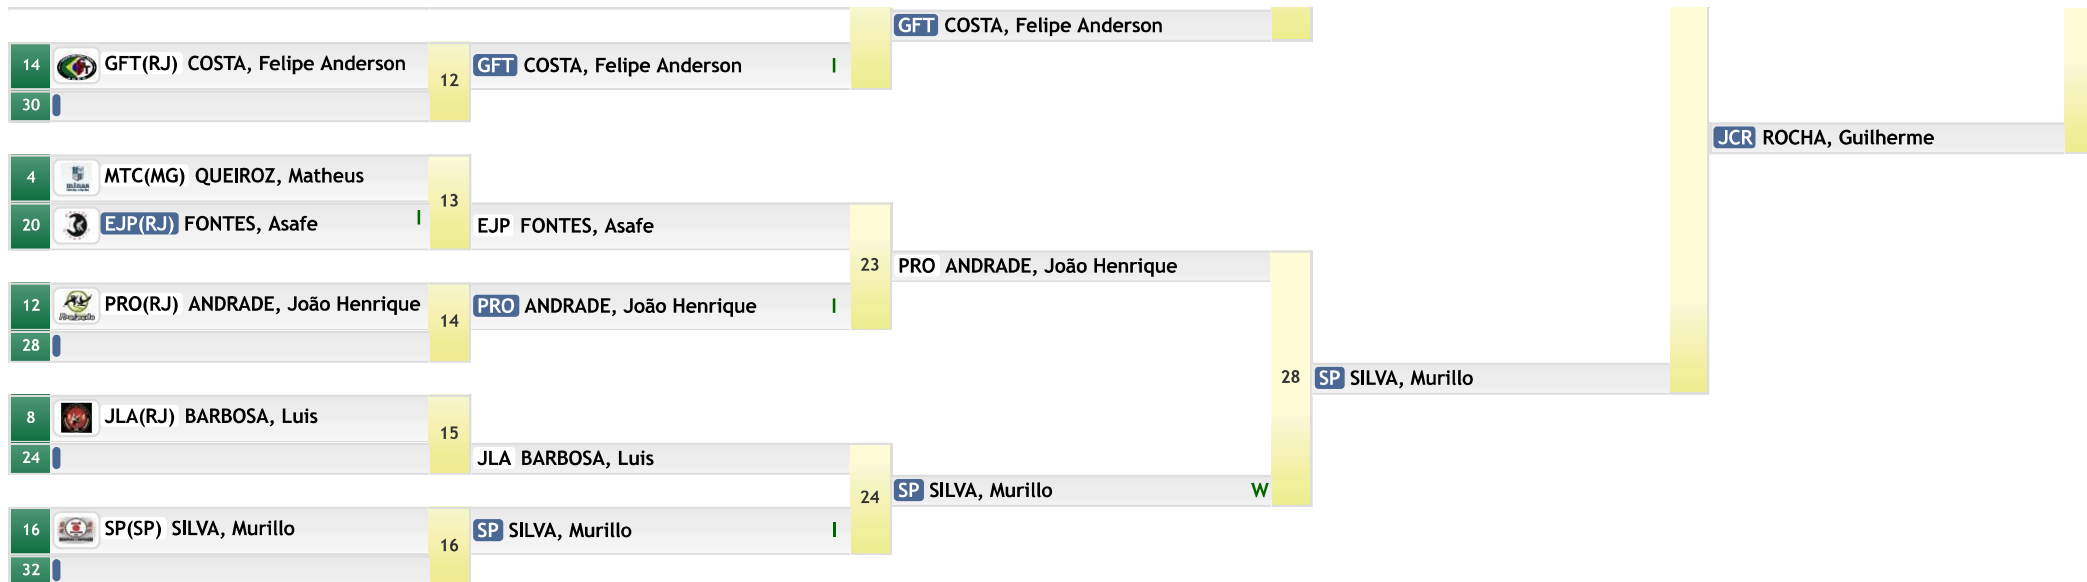 GFT COSTA, Felipe Anderson
14 GFT(RJ) COSTA, Felipe Anderson
12
GFT COSTA, Felipe Anderson I
30
JCR ROCHA, Guilherme
4 minas MTC(MG) QUEIROZ, Matheus
13
20 EJP(RJ) FONTES, Asafe I
EJP FONTES, Asafe
23
PRO ANDRADE, João Henrique
12 PRO(RJ) ANDRADE, João Henrique
14
PRO ANDRADE, João Henrique I
28
28
SP SILVA, Murillo
8 JLA(RJ) BARBOSA, Luis
15
24
JLA BARBOSA, Luis
24
SP SILVA, Murillo W
16 SP(SP) SILVA, Murillo
16
SP SILVA, Murillo I
32